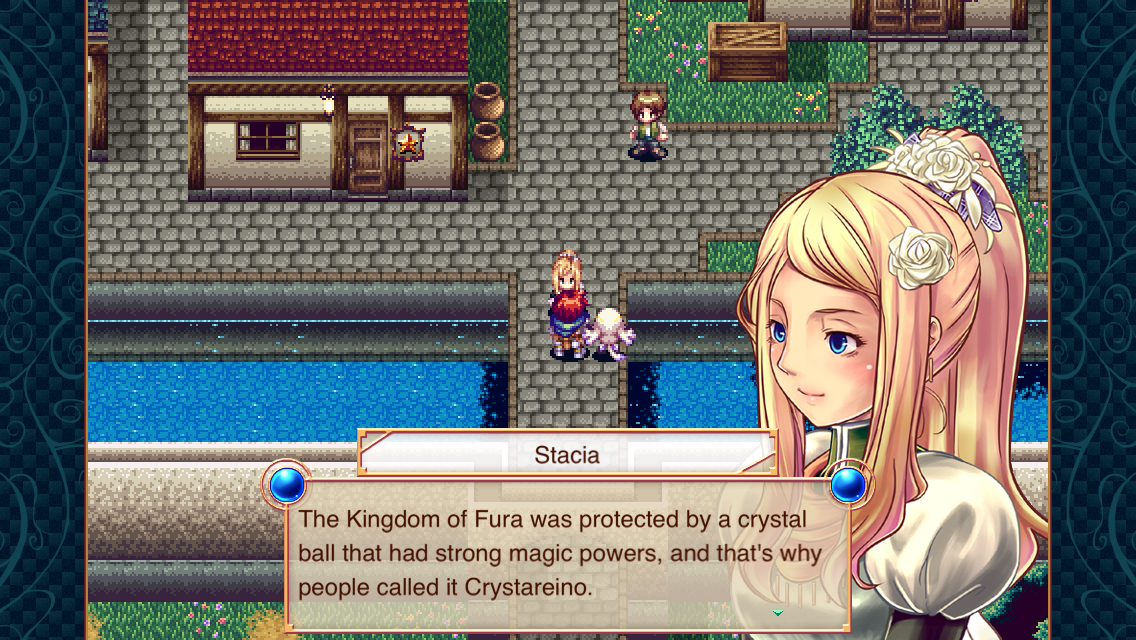 Stacia
The Kingdom of Fura was protected by a crystal
ball that had strong magic powers, and that's why
people called it Crystareino.